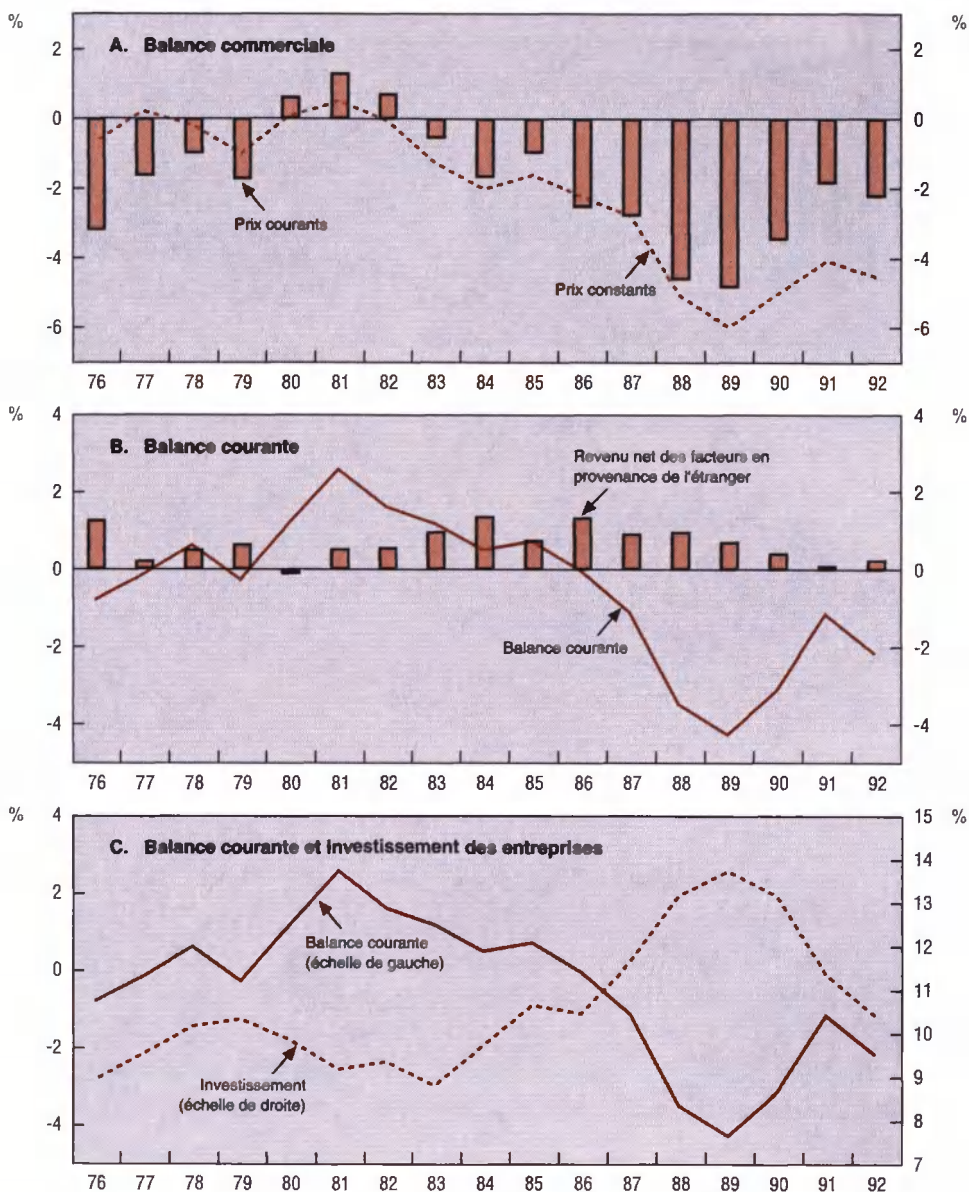 % %
A. Balance commerciale
2 2
0 0
-2 -2
Prix courants
-4 -4
Prix constants
-6 -6
76 77 78 79 80 81 82 83 84 85 86 87 88 89 90 91 92
% 4 4 %
B. Balance courante
Revenu net des facteurs en
provenance de l'étranger
2 2
0 0
Balance courante
-2 -2
-4 -4
76 77 78 79 80 81 82 83 84 85 86 87 88 89 90 91 92
% 4 15 %
C. Balance courante et investissement des entreprises
14
2
13
Balance courante
(échelle de gauche)
12
0
11
10
-2
Investissement
(échelle de droite)
9
8
-4
7
76 77 78 79 80 81 82 83 84 85 86 87 88 89 90 91 92